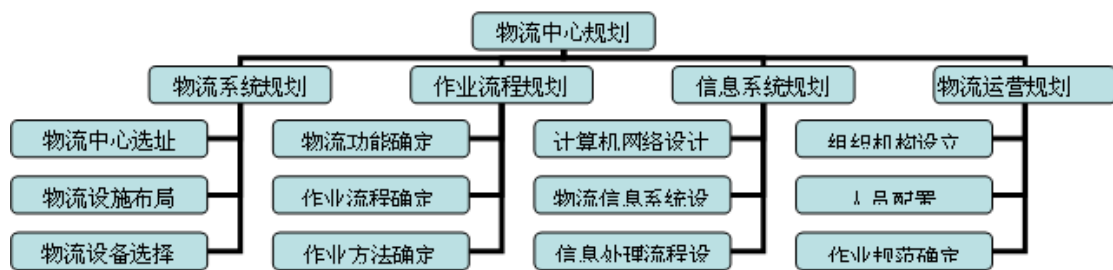 物流中心规划
物流系统规划
作业流程规划
信息系统规划
物流运营规划
物流中心选址
物流功能确定
计算机网络设计
组织机构设立
物流设施布局
作业流程确定
物流信息系统设
人员配置
物流设备选择
作业方法确定
信息处理流程设
作业规范确定